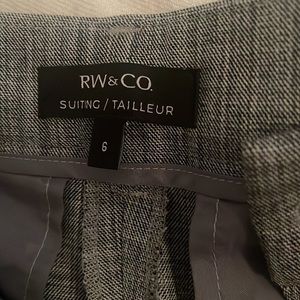 RW&CO.
SUITING / TAILLEUR
6